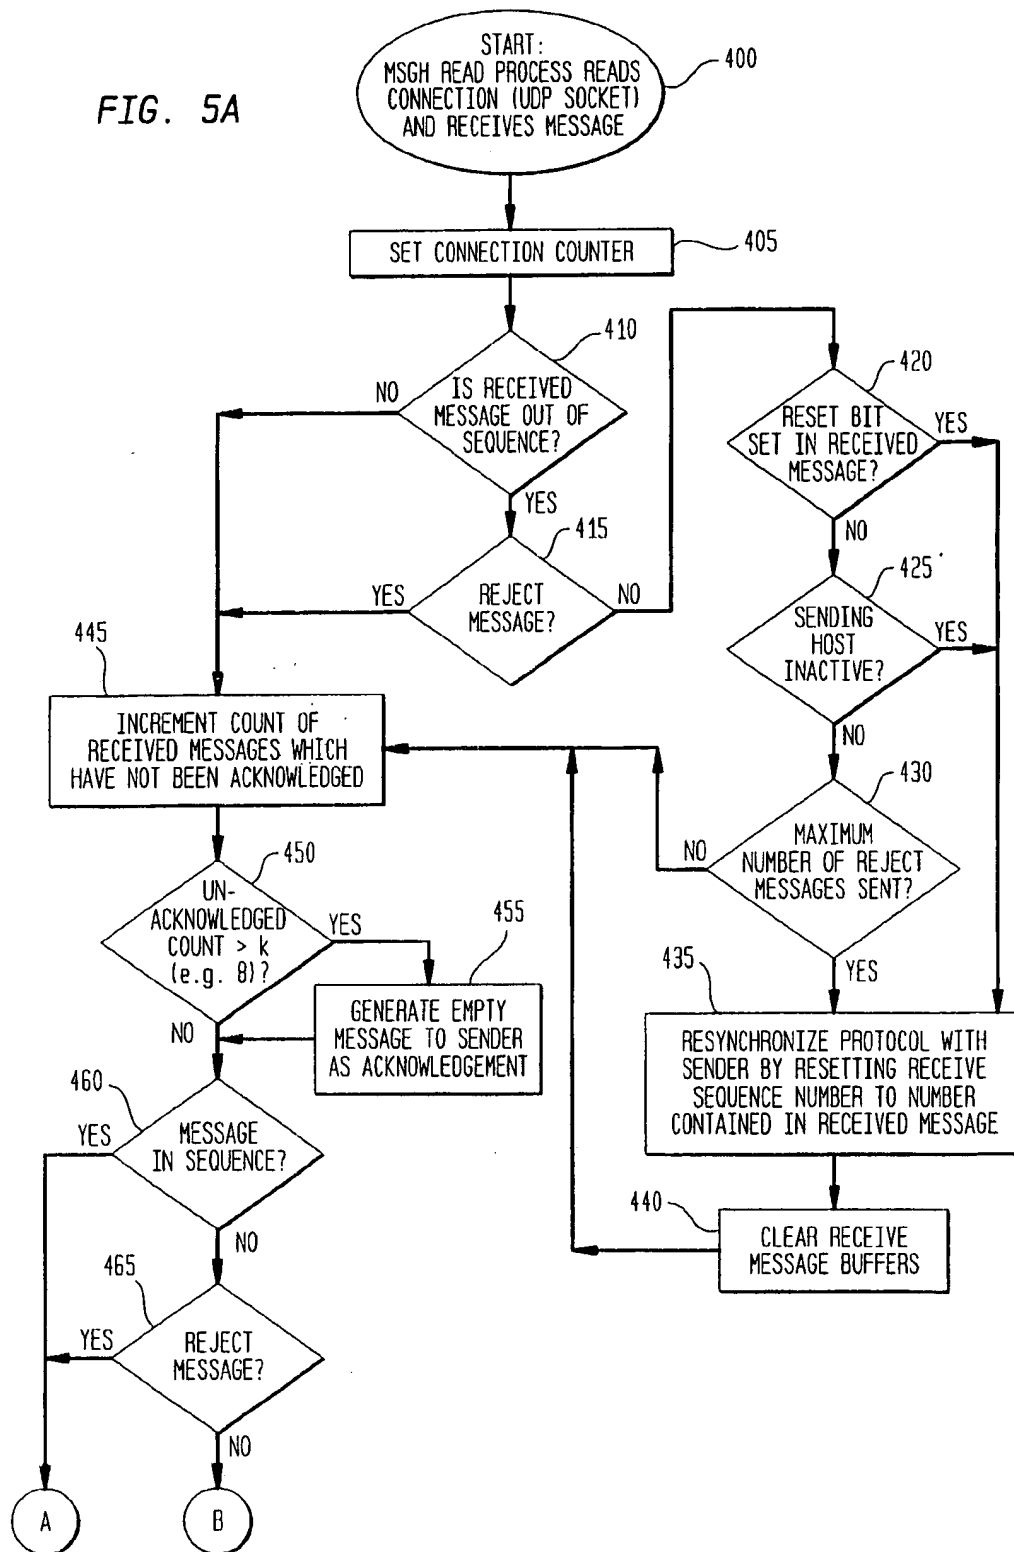 FIG. 5A
START:
MSGH READ PROCESS READS
CONNECTION (UDP SOCKET)
AND RECEIVES MESSAGE
400
SET CONNECTION COUNTER
405
410
IS RECEIVED
MESSAGE OUT OF
SEQUENCE?
NO
YES
415
REJECT
MESSAGE?
YES
NO
420
RESET BIT
SET IN RECEIVED
MESSAGE?
YES
NO
425
SENDING
HOST
INACTIVE?
YES
NO
430
MAXIMUM
NUMBER OF REJECT
MESSAGES SENT?
NO
YES
435
RESYNCHRONIZE PROTOCOL WITH
SENDER BY RESETTING RECEIVE
SEQUENCE NUMBER TO NUMBER
CONTAINED IN RECEIVED MESSAGE
440
CLEAR RECEIVE
MESSAGE BUFFERS
445
INCREMENT COUNT OF
RECEIVED MESSAGES WHICH
HAVE NOT BEEN ACKNOWLEDGED
450
UN-
ACKNOWLEDGED
COUNT > k
(e.g. 8)?
YES
NO
455
GENERATE EMPTY
MESSAGE TO SENDER
AS ACKNOWLEDGEMENT
460
MESSAGE
IN SEQUENCE?
YES
NO
465
REJECT
MESSAGE?
YES
NO
A
B